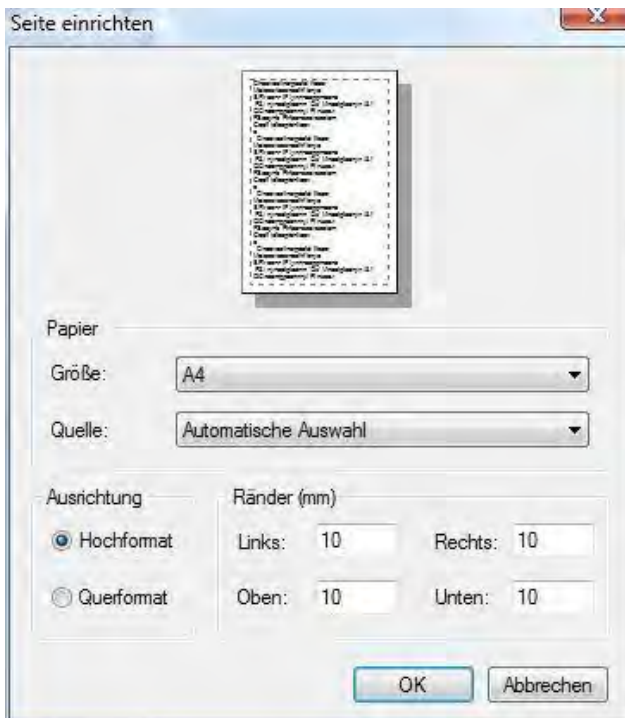 Seite einrichten
Papier
Größe: A4
Quelle: Automatische Auswahl
Ausrichtung
Hochformat
Querformat
Ränder (mm)
Links: 10 Rechts: 10
Oben: 10 Unten: 10
OK Abbrechen